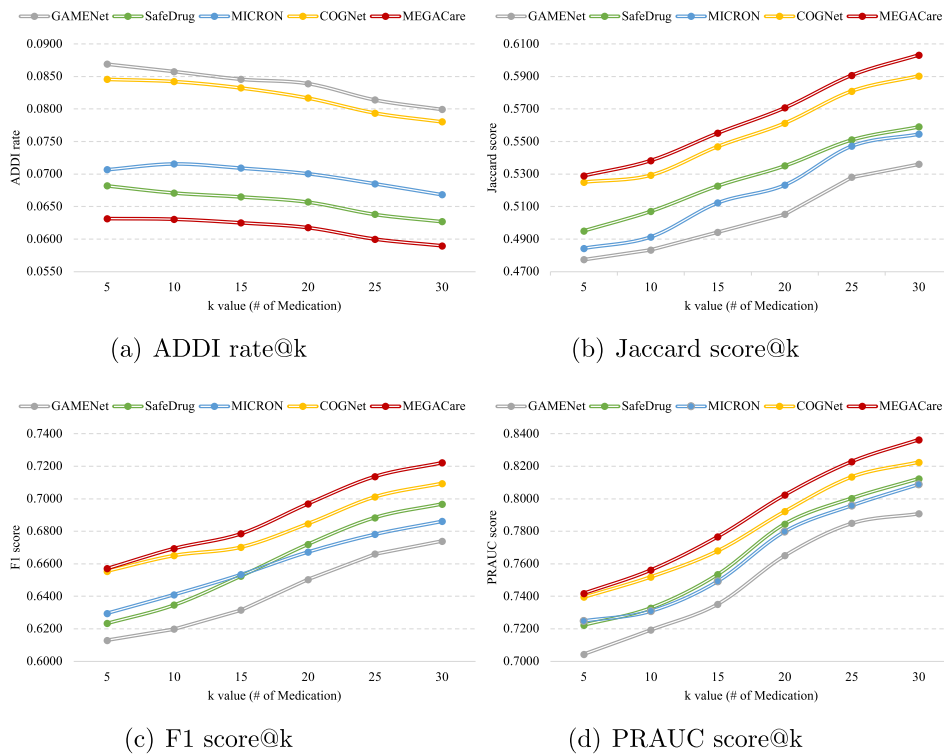 GAMENet SafeDrug MICRON COGNet MEGACare
0.0900
0.0850
0.0800
0.0750
0.0700
0.0650
0.0600
0.0550
ADDI rate
5 10 15 20 25 30
k value (# of Medication)
(a) ADDI rate@k
GAMENet SafeDrug MICRON COGNet MEGACare
0.6100
0.5900
0.5700
0.5500
0.5300
0.5100
0.4900
0.4700
Jaccard score
5 10 15 20 25 30
k value (# of Medication)
(b) Jaccard score@k
GAMENet SafeDrug MICRON COGNet MEGACare
0.7400
0.7200
0.7000
0.6800
0.6600
0.6400
0.6200
0.6000
F1 score
5 10 15 20 25 30
k value (# of Medication)
(c) F1 score@k
GAMENet SafeDrug MICRON COGNet MEGACare
0.8400
0.8200
0.8000
0.7800
0.7600
0.7400
0.7200
0.7000
PRAUC score
5 10 15 20 25 30
k value (# of Medication)
(d) PRAUC score@k